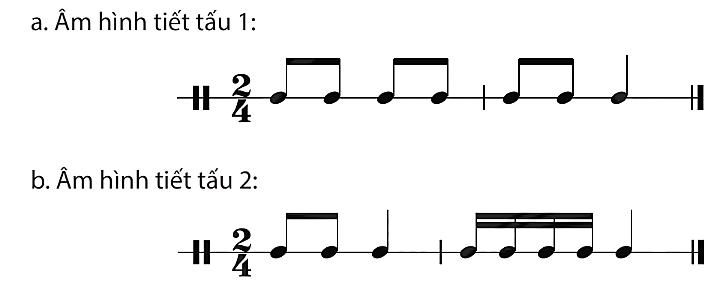 a. Âm hình tiết tấu 1:
2
4
b. Âm hình tiết tấu 2:
2
4